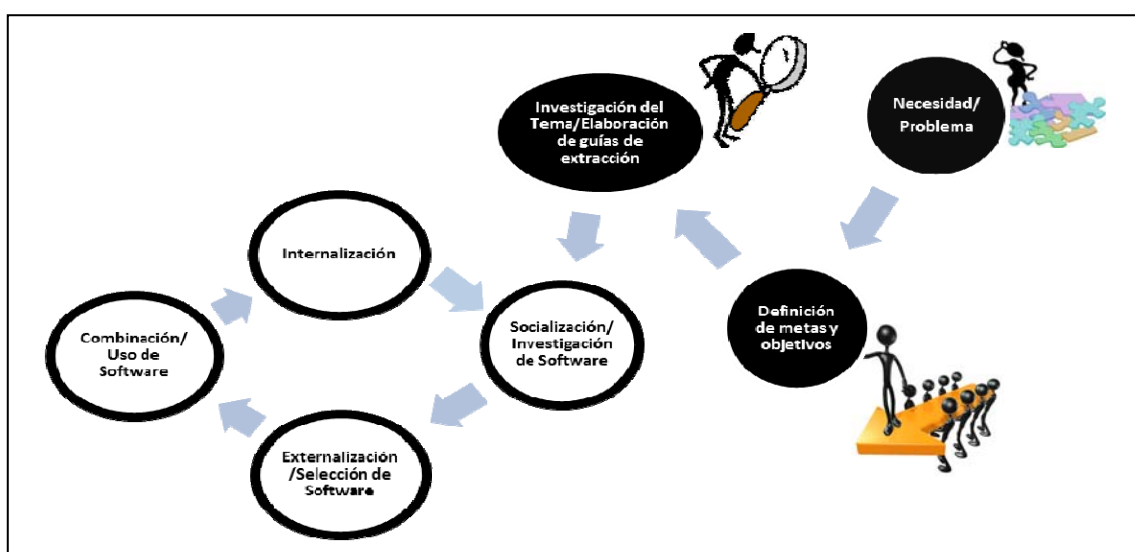 Investigación del
Tema/Elaboración
de guías de
extracción
Necesidad/
Problema
Internalización
Combinación/
Uso de
Software
Socialización/
Investigación
de Software
Definición
de metas y
objetivos
Externalización
/Selección de
Software